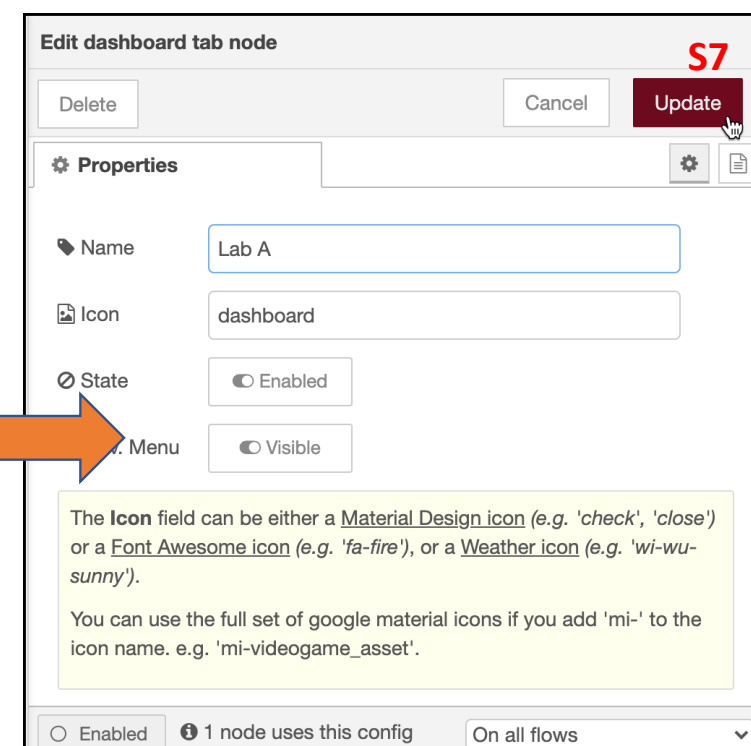 Edit dashboard tab node
S7
Delete
Cancel
Update
Properties
Name
Lab A
Icon
dashboard
State
Enabled
. Menu
Visible
The Icon field can be either a Material Design icon (e.g. 'check', 'close')
or a Font Awesome icon (e.g. 'fa-fire'), or a Weather icon (e.g. 'wi-wu-
sunny').
You can use the full set of google material icons if you add 'mi-' to the
icon name. e.g. 'mi-videogame_asset'.
Enabled
1 node uses this config
On all flows